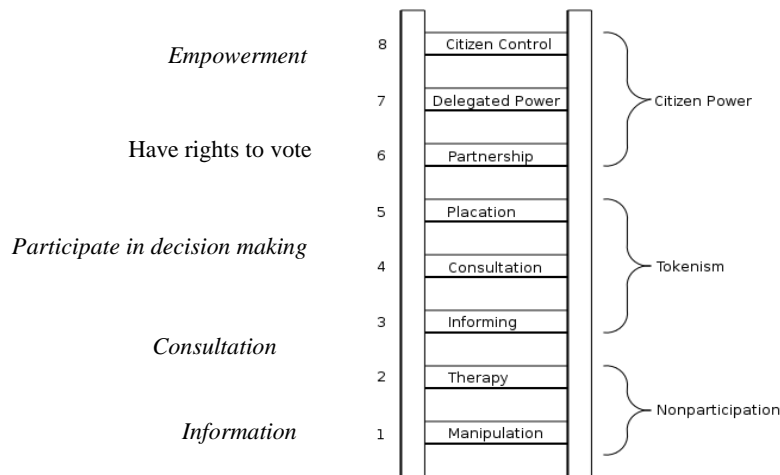 Empowerment
8 Citizen Control
7 Delegated Power
Citizen Power
Have rights to vote
6 Partnership
5 Placation
Participate in decision making
4 Consultation
Tokenism
3 Informing
Consultation
2 Therapy
Nonparticipation
Information
1 Manipulation